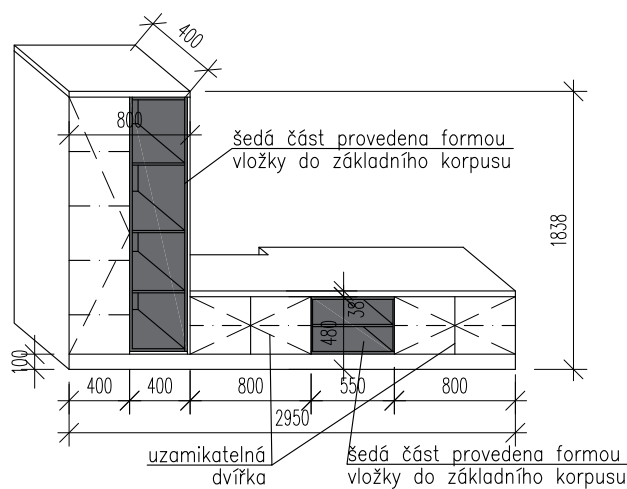 400
800
šedá část provedena formou
vložky do základního korpusu
1838
38
480
100
400
400
800
550
800
2950
uzamikatelná
dvířka
šedá část provedena formou
vložky do základního korpusu